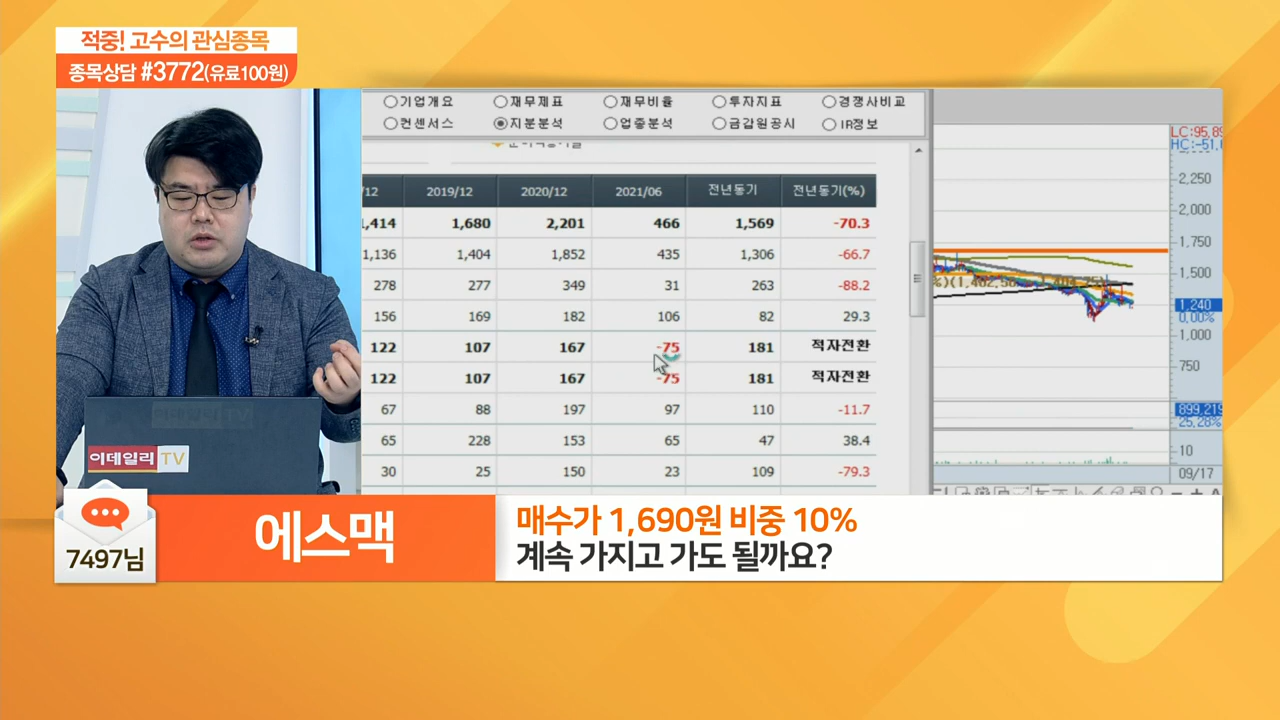 적중! 고수의 관심종목
종목상담 #3772(유료100원)
기업개요 재무제표 재무비율 투자지표 경쟁사비교
컨센서스 지분분석 업종분석 금감원공시 IR정보
/12 2019/12 2020/12 2021/06 전년동기 전년동기(%)
1,414 1,680 2,201 466 1,569 -70.3
1,136 1,404 1,852 435 1,306 -66.7
278 277 349 31 263 -88.2
156 169 182 106 82 29.3
122 107 167 -75 181 적자전환
122 107 167 -75 181 적자전환
67 88 197 97 110 -11.7
65 228 153 65 47 38.4
30 25 150 23 109 -79.3
LC:95,89
HC:-51,0
2,250
2,000
1,750
1,500
1,240
0,00%
1,000
750
899,219
25,28%
10
09/17
이데일리 TV
7497님
에스맥
매수가 1,690원 비중 10%
계속 가지고 가도 될까요?